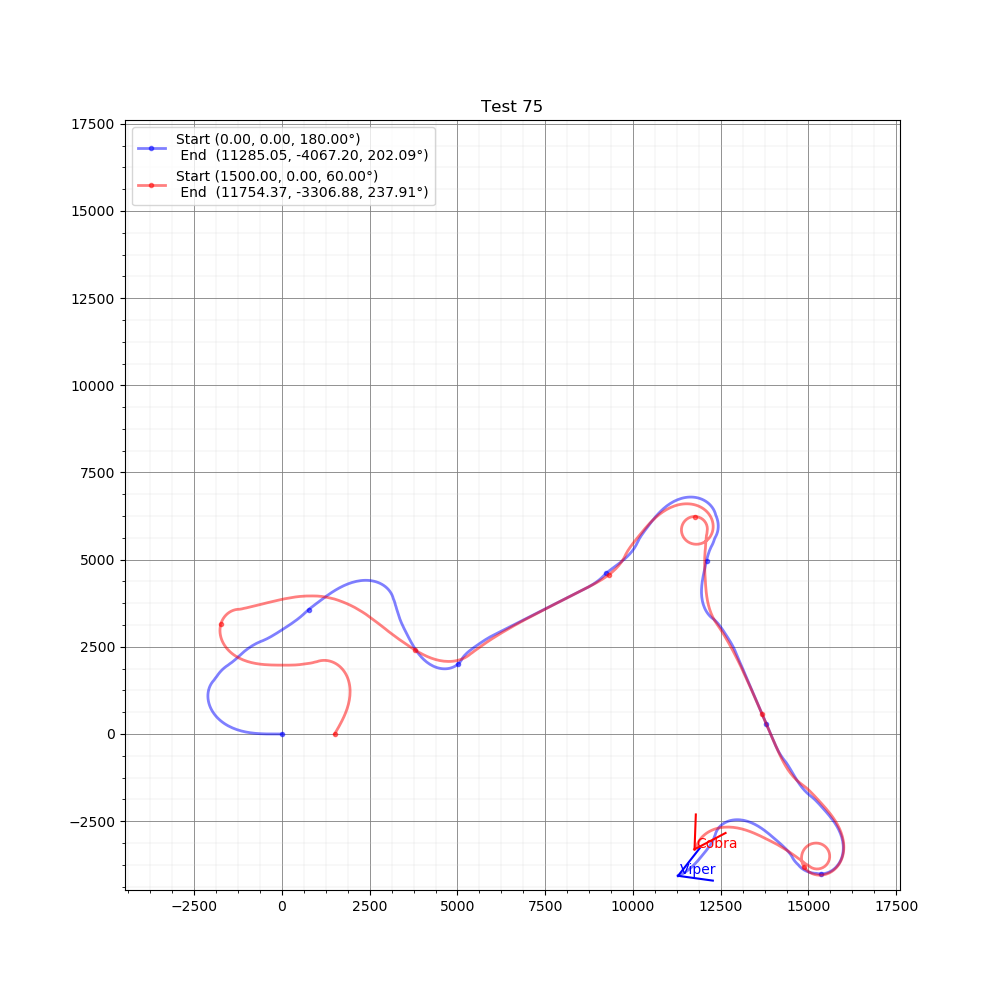 Test 75
Start (0.00, 0.00, 180.00°)
End (11285.05, -4067.20, 202.09°)
Start (1500.00, 0.00, 60.00°)
End (11754.37, -3306.88, 237.91°)
17500
15000
12500
10000
7500
5000
2500
0
−2500
Cobra
Viper
−2500 0 2500 5000 7500 10000 12500 15000 17500